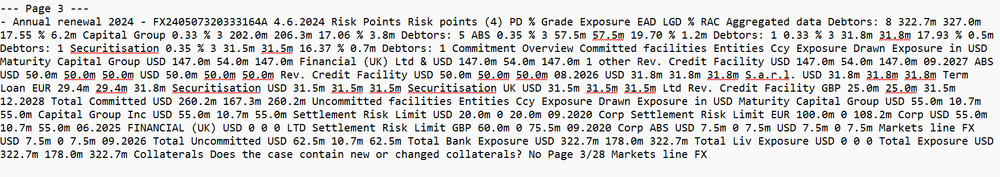 --- Page 3 ---
- Annual renewal 2024 - FX240507320333164A 4.6.2024 Risk Points Risk points (4) PD % Grade Exposure EAD LGD % RAC Aggregated data Debtors: 8 322.7m 327.0m
17.55 % 6.2m Capital Group 0.33 % 3 202.0m 206.3m 17.06 % 3.8m Debtors: 5 ABS 0.35 % 3 57.5m 57.5m 19.70 % 1.2m Debtors: 1 0.33 % 3 31.8m 31.8m 17.93 % 0.5m
Debtors: 1 Securitisation 0.35 % 3 31.5m 31.5m 16.37 % 0.7m Debtors: 1 Commitment Overview Committed facilities Entities Ccy Exposure Drawn Exposure in USD
Maturity Capital Group USD 147.0m 54.0m 147.0m Financial (UK) Ltd & USD 147.0m 54.0m 147.0m 1 other Rev. Credit Facility USD 147.0m 54.0m 147.0m 09.2027 ABS
USD 50.0m 50.0m 50.0m USD 50.0m 50.0m 50.0m Rev. Credit Facility USD 50.0m 50.0m 50.0m 08.2026 USD 31.8m 31.8m 31.8m S.a.r.l. USD 31.8m 31.8m 31.8m Term
Loan EUR 29.4m 29.4m 31.8m Securitisation USD 31.5m 31.5m 31.5m Securitisation UK USD 31.5m 31.5m 31.5m Ltd Rev. Credit Facility GBP 25.0m 25.0m 31.5m
12.2028 Total Committed USD 260.2m 167.3m 260.2m Uncommitted facilities Entities Ccy Exposure Drawn Exposure in USD Maturity Capital Group USD 55.0m 10.7m
55.0m Capital Group Inc USD 55.0m 10.7m 55.0m Settlement Risk Limit USD 20.0m 0 20.0m 09.2020 Corp Settlement Risk Limit EUR 100.0m 0 108.2m Corp USD 55.0m
10.7m 55.0m 06.2025 FINANCIAL (UK) USD 0 0 0 LTD Settlement Risk Limit GBP 60.0m 0 75.5m 09.2020 Corp ABS USD 7.5m 0 7.5m USD 7.5m 0 7.5m Markets line FX
USD 7.5m 0 7.5m 09.2026 Total Uncommitted USD 62.5m 10.7m 62.5m Total Bank Exposure USD 322.7m 178.0m 322.7m Total Liv Exposure USD 0 0 0 Total Exposure USD
322.7m 178.0m 322.7m Collaterals Does the case contain new or changed collaterals? No Page 3/28 Markets line FX